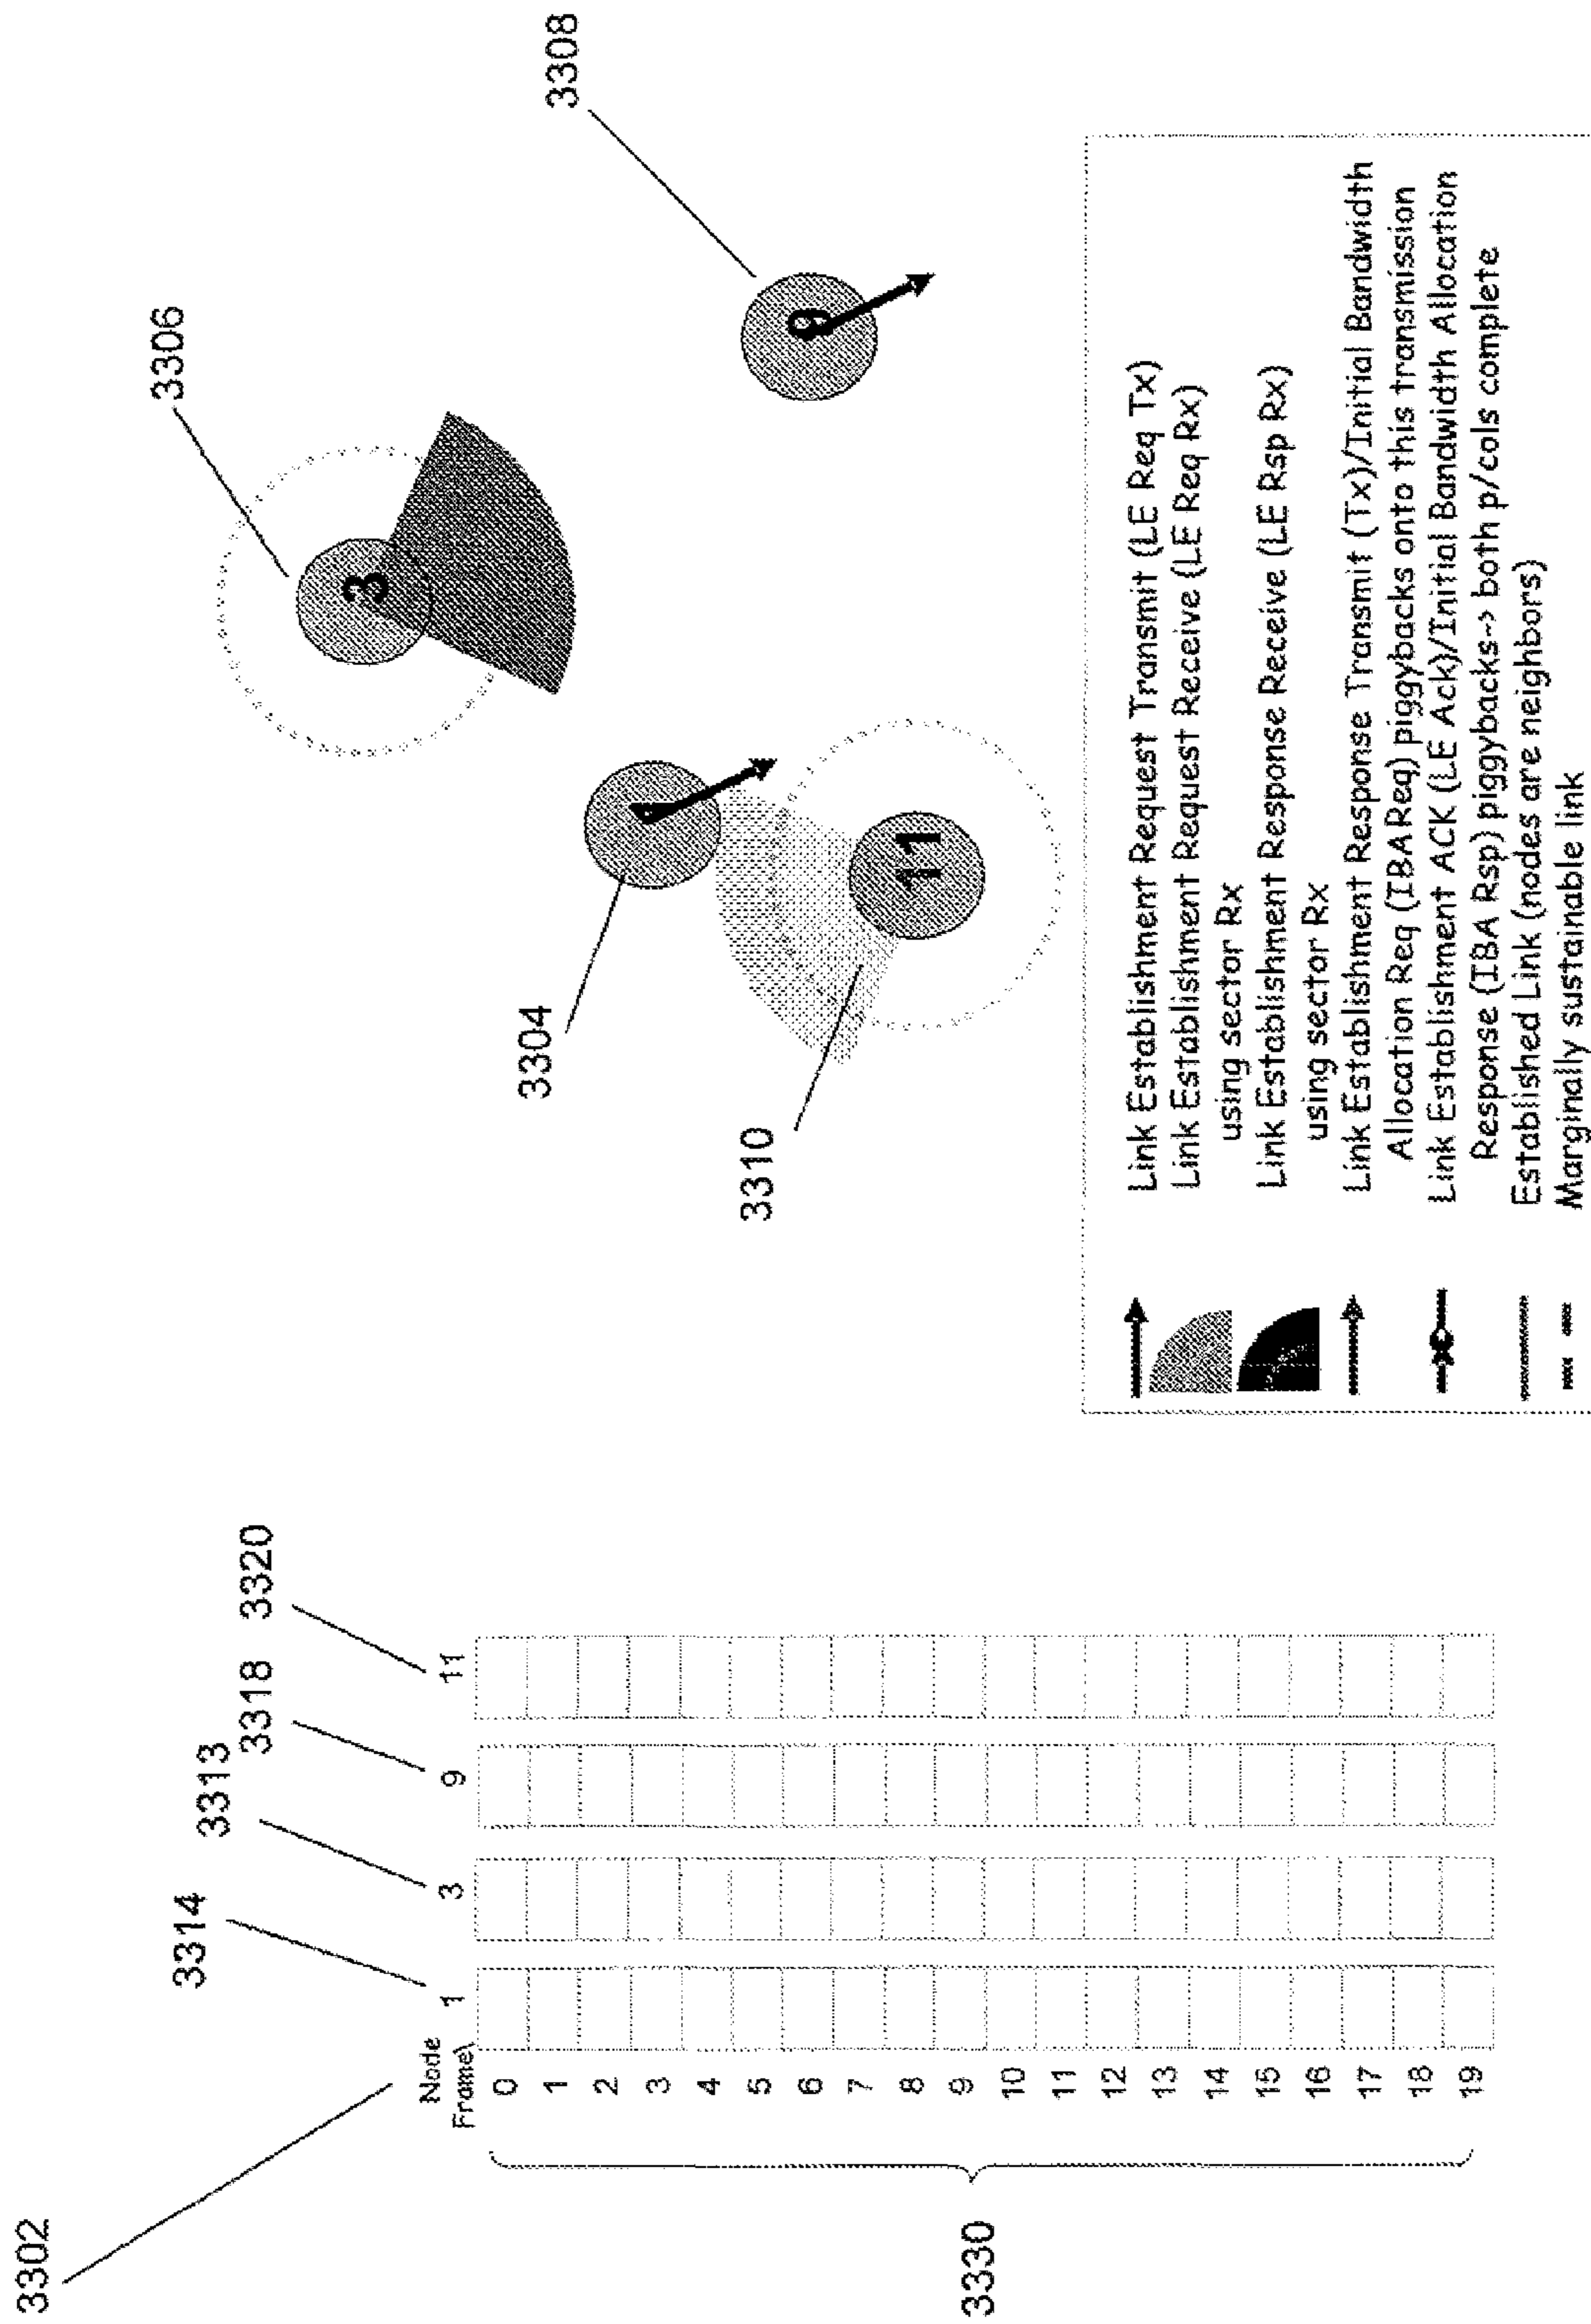 3302
3314
3313
3318
3320
Node
Frame\
1
3
9
11
0
1
2
3
4
5
6
7
8
9
10
11
12
13
14
15
16
17
18
19
3330
3306
3308
3304
3310
3
1
9
11
Link Establishment Request Transmit (LE Req Tx)
Link Establishment Request Receive (LE Req Rx)
using sector Rx
Link Establishment Response Receive (LE Rsp Rx)
using sector Rx
Link Establishment Response Transmit (Tx)/Initial Bandwidth
Allocation Req (IBA Req) piggybacks onto this transmission
Link Establishment ACK (LE Ack)/Initial Bandwidth Allocation
Response (IBA Rsp) piggybacks--> both p/cols complete
Established Link (nodes are neighbors)
Marginally sustainable link